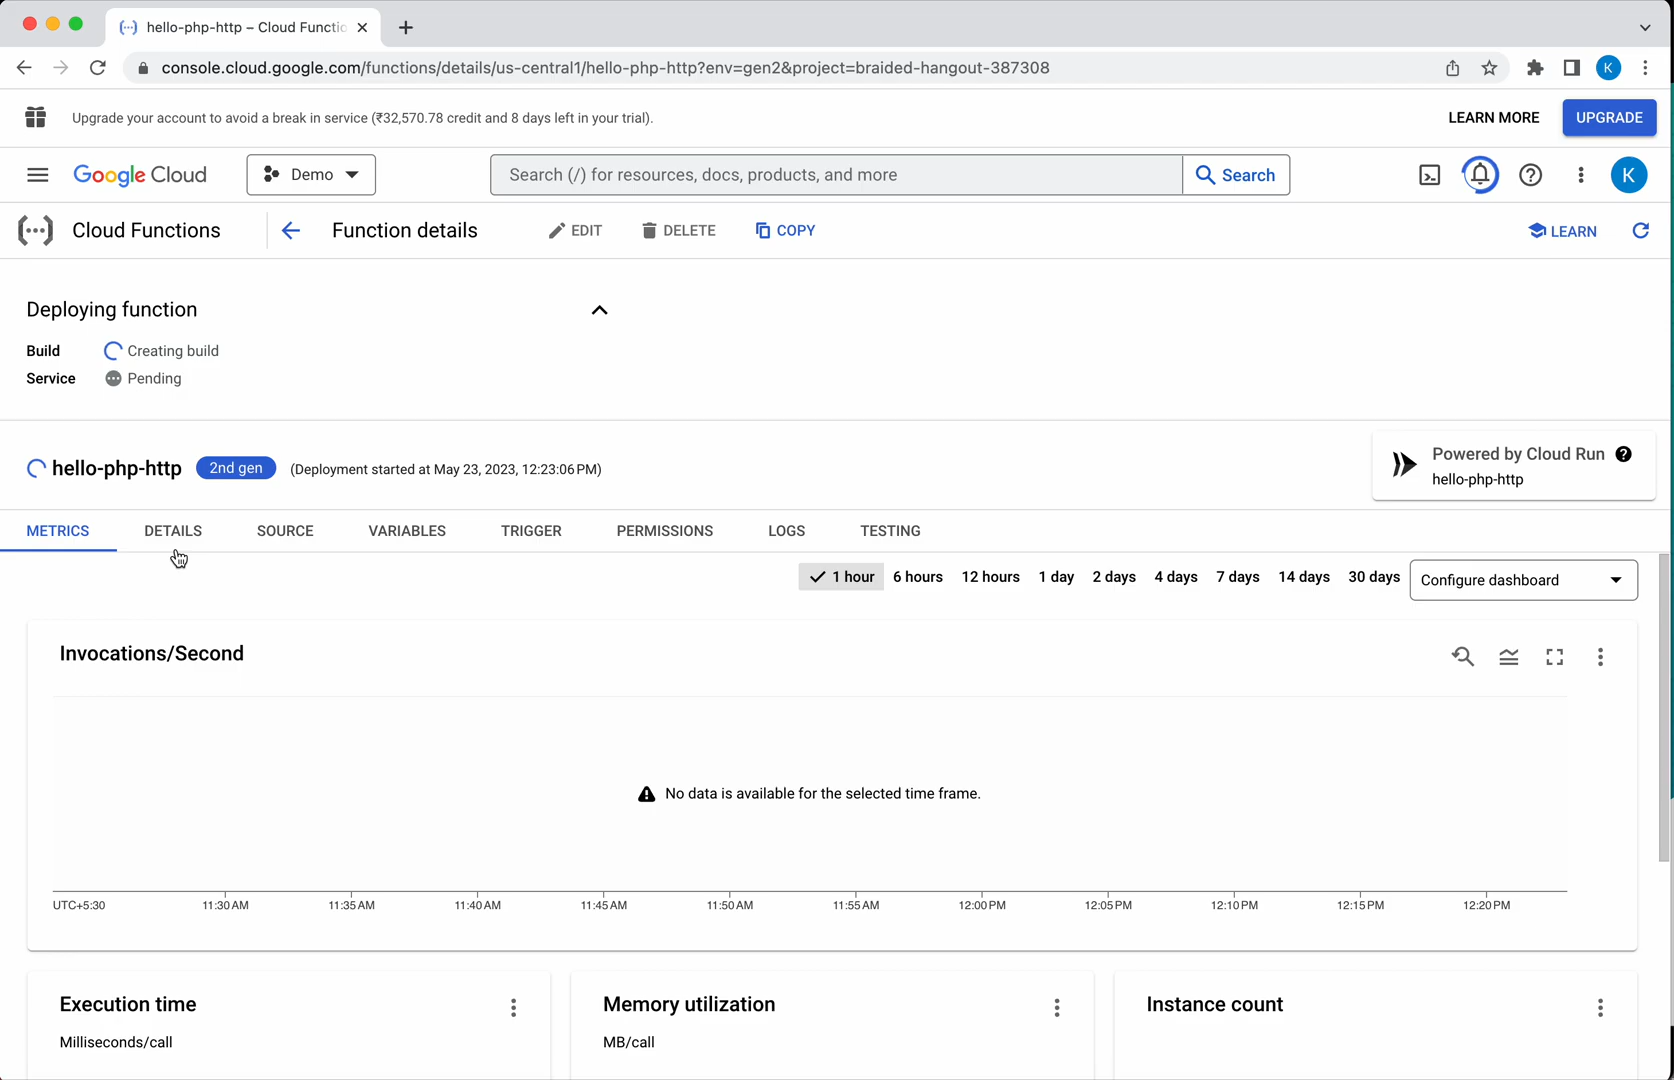 hello-php-http – Cloud Functio
console.cloud.google.com/functions/details/us-central1/hello-php-http?env=gen2&project=braided-hangout-387308
K
Upgrade your account to avoid a break in service (₹32,570.78 credit and 8 days left in your trial).
LEARN MORE
UPGRADE
Google Cloud
Demo
Search (/) for resources, docs, products, and more
Search
K
Cloud Functions
Function details
EDIT
DELETE
COPY
LEARN
Deploying function
Build
Creating build
Service
Pending
hello-php-http
2nd gen
(Deployment started at May 23, 2023, 12:23:06 PM)
Powered by Cloud Run
hello-php-http
METRICS
DETAILS
SOURCE
VARIABLES
TRIGGER
PERMISSIONS
LOGS
TESTING
1 hour
6 hours
12 hours
1 day
2 days
4 days
7 days
14 days
30 days
Configure dashboard
Invocations/Second
No data is available for the selected time frame.
UTC+5:30
11:30 AM
11:35 AM
11:40 AM
11:45 AM
11:50 AM
11:55 AM
12:00 PM
12:05 PM
12:10 PM
12:15 PM
12:20 PM
Execution time
Milliseconds/call
Memory utilization
MB/call
Instance count